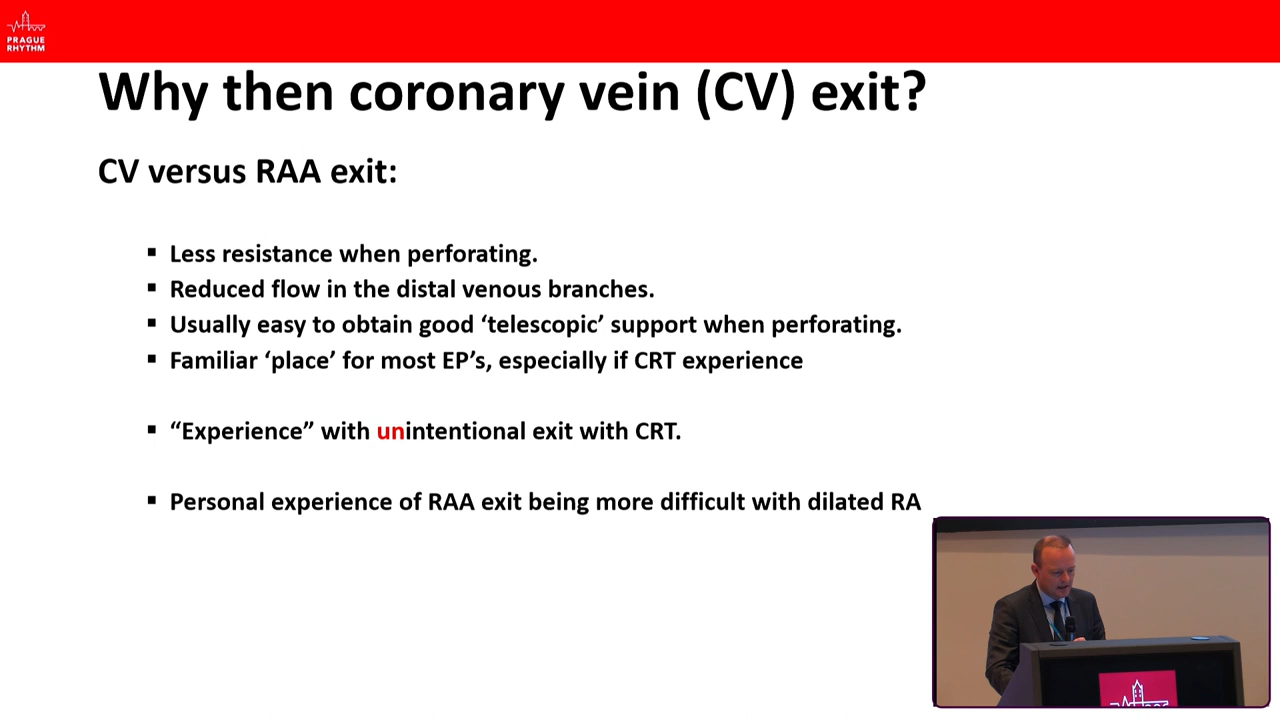 PRAGUE
RHYTHM
Why then coronary vein (CV) exit?
CV versus RAA exit:
▪ Less resistance when perforating.
▪ Reduced flow in the distal venous branches.
▪ Usually easy to obtain good ‘telescopic’ support when perforating.
▪ Familiar ‘place’ for most EP’s, especially if CRT experience
▪ “Experience” with unintentional exit with CRT.
▪ Personal experience of RAA exit being more difficult with dilated RA